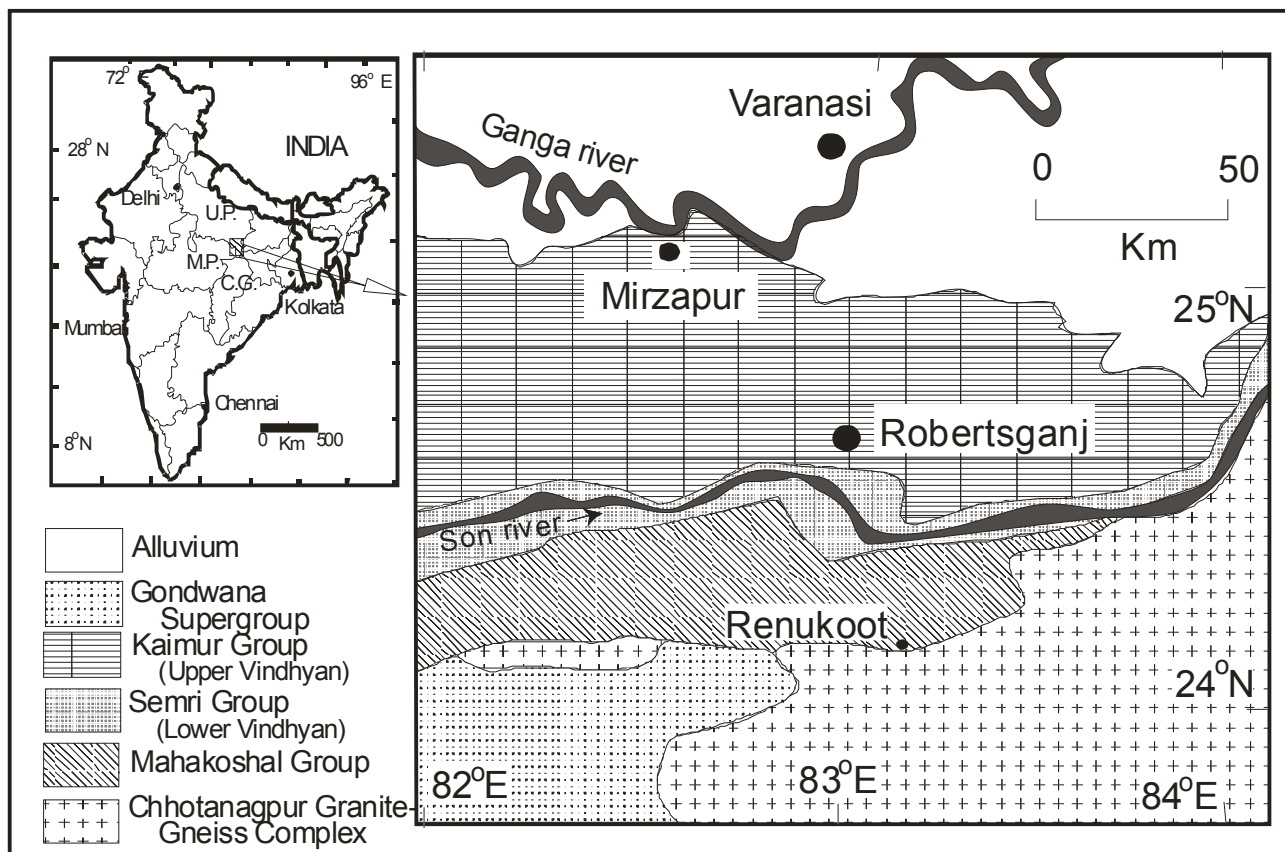 72° 96° E
28° N
INDIA
Delhi
U.P.
M.P.
C.G.
Kolkata
Mumbai
Chennai
0 500
Km
8°N
Alluvium
Gondwana
Supergroup
Kaimur Group
(Upper Vindhyan)
Semri Group
(Lower Vindhyan)
Mahakoshal Group
Chhotanagpur Granite-
Gneiss Complex
Varanasi
Ganga river
0 50
Km
Mirzapur
25°N
Robertsganj
Son river
Renukoot
24°N
82°E 83°E 84°E